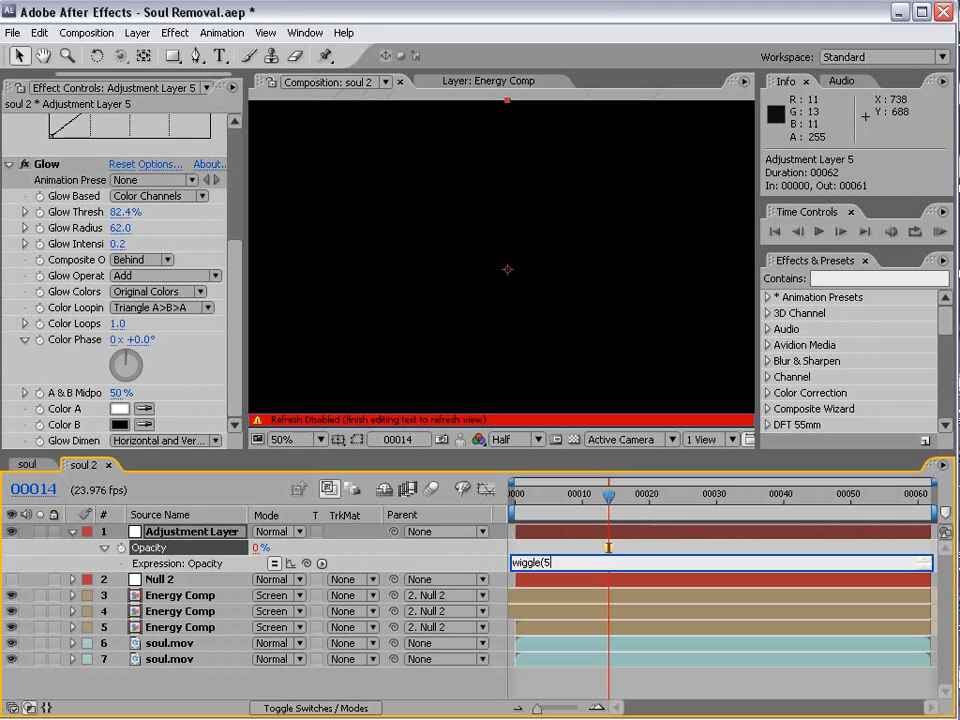 Adobe After Effects - Soul Removal.aep *
File Edit Composition Layer Effect Animation View Window Help
Workspace: Standard
Effect Controls: Adjustment Layer 5
Composition: soul 2
Layer: Energy Comp
Info Audio
soul 2 * Adjustment Layer 5
R: 11
G: 13
B: 11
A: 255
X: 738
Y: 688
Adjustment Layer 5
Duration: 00062
In: 00000, Out: 00061
Glow Reset Options... About...
Animation Prese None
Glow Based Color Channels
Glow Thresh 82.4%
Glow Radius 62.0
Glow Intensi 0.2
Composite O Behind
Glow Operat Add
Glow Colors Original Colors
Color Loopin Triangle A>B>A
Color Loops 1.0
Color Phase 0 x +0.0°
A & B Midpo 50 %
Color A
Color B
Glow Dimen Horizontal and Ver...
Time Controls
Effects & Presets
Contains:
* Animation Presets
3D Channel
Audio
Avidion Media
Blur & Sharpen
Channel
Color Correction
Composite Wizard
DFT 55mm
Refresh Disabled (finish editing text to refresh view)
50% 00014 Half Active Camera 1 View
soul soul 2
00014 (23.976 fps)
0000 00010 00020 00030 00040 00050 00060
# Source Name Mode T TrkMat Parent
1 Adjustment Layer Normal None
Opacity 0 %
Expression: Opacity wiggle(5
2 Null 2 Normal None None
3 Energy Comp Screen None 2. Null 2
4 Energy Comp Screen None 2. Null 2
5 Energy Comp Screen None 2. Null 2
6 soul.mov Normal None None
7 soul.mov Normal None None
Toggle Switches / Modes